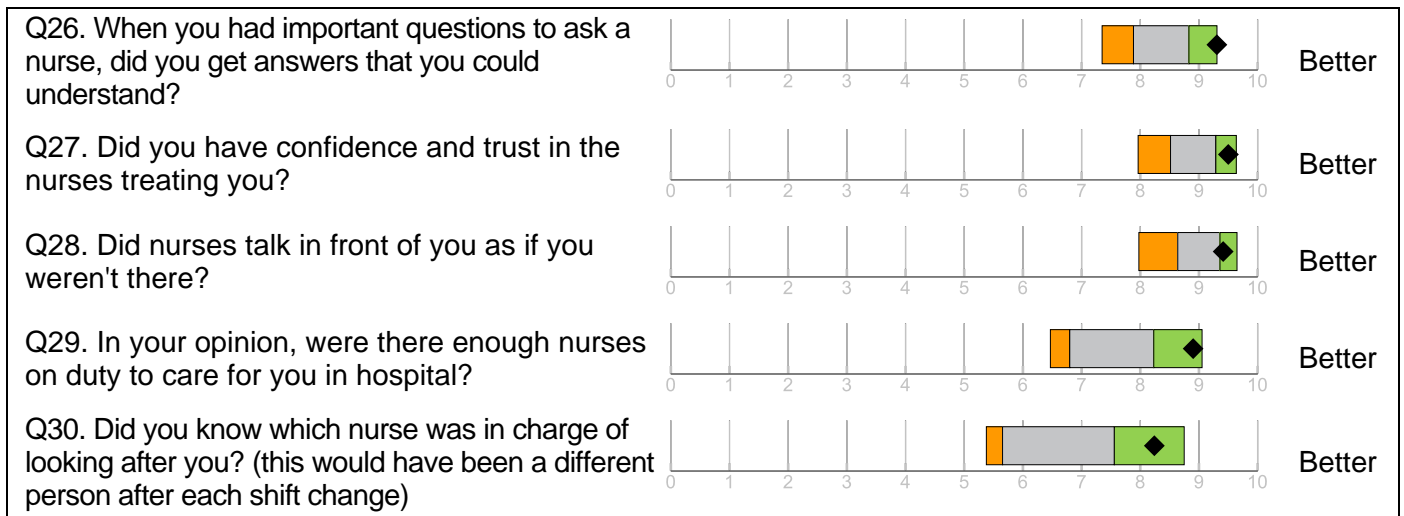 Q26. When you had important questions to ask a
nurse, did you get answers that you could
understand?
0 1 2 3 4 5 6 7 8 9 10
Better
Q27. Did you have confidence and trust in the
nurses treating you?
0 1 2 3 4 5 6 7 8 9 10
Better
Q28. Did nurses talk in front of you as if you
weren't there?
0 1 2 3 4 5 6 7 8 9 10
Better
Q29. In your opinion, were there enough nurses
on duty to care for you in hospital?
0 1 2 3 4 5 6 7 8 9 10
Better
Q30. Did you know which nurse was in charge of
looking after you? (this would have been a different
person after each shift change)
0 1 2 3 4 5 6 7 8 9 10
Better